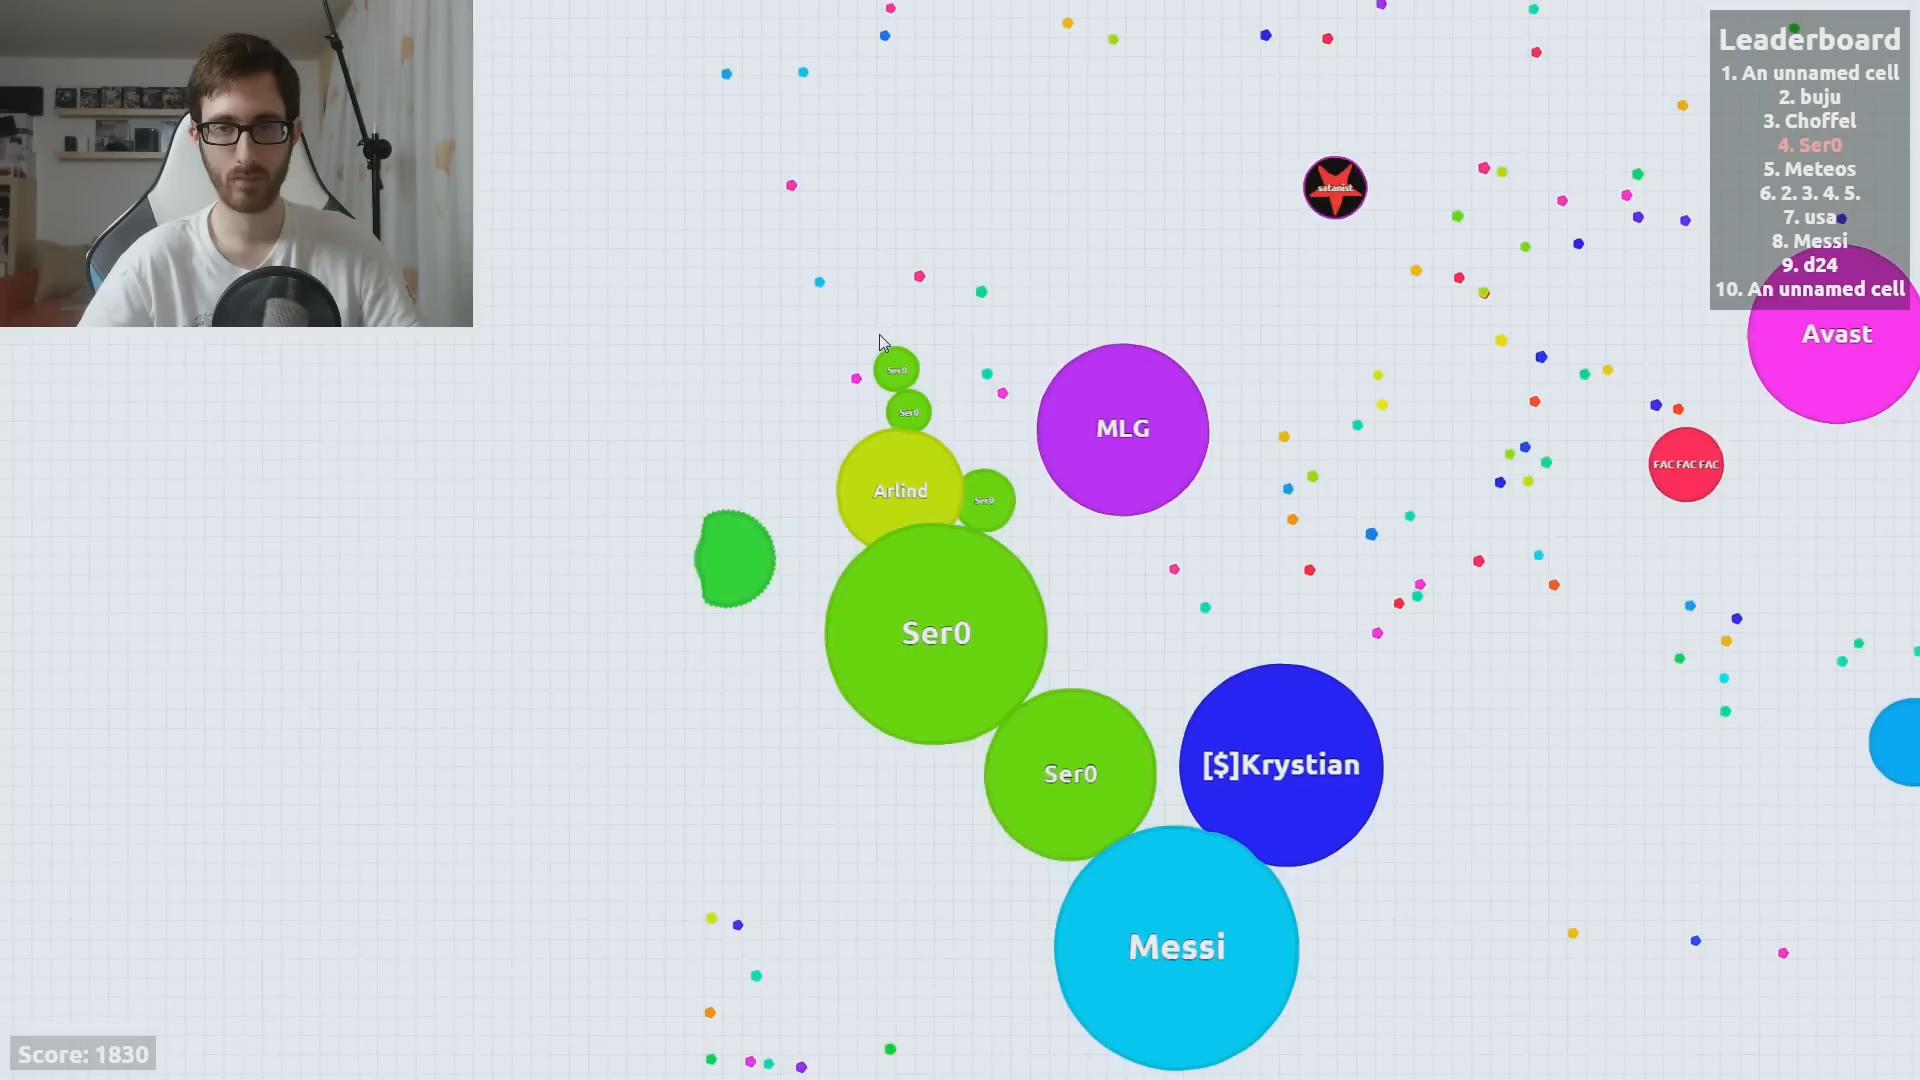 Leaderboard
1. An unnamed cell
2. buju
3. Choffel
4. Ser0
5. Meteos
6. 2. 3. 4. 5.
7. usa
8. Messi
9. d24
10. An unnamed cell
satanist
Avast
Ser0
Ser0
MLG
FAC FAC FAC
Arlind
Ser0
Ser0
Ser0
[$]Krystian
Messi
Score: 1830